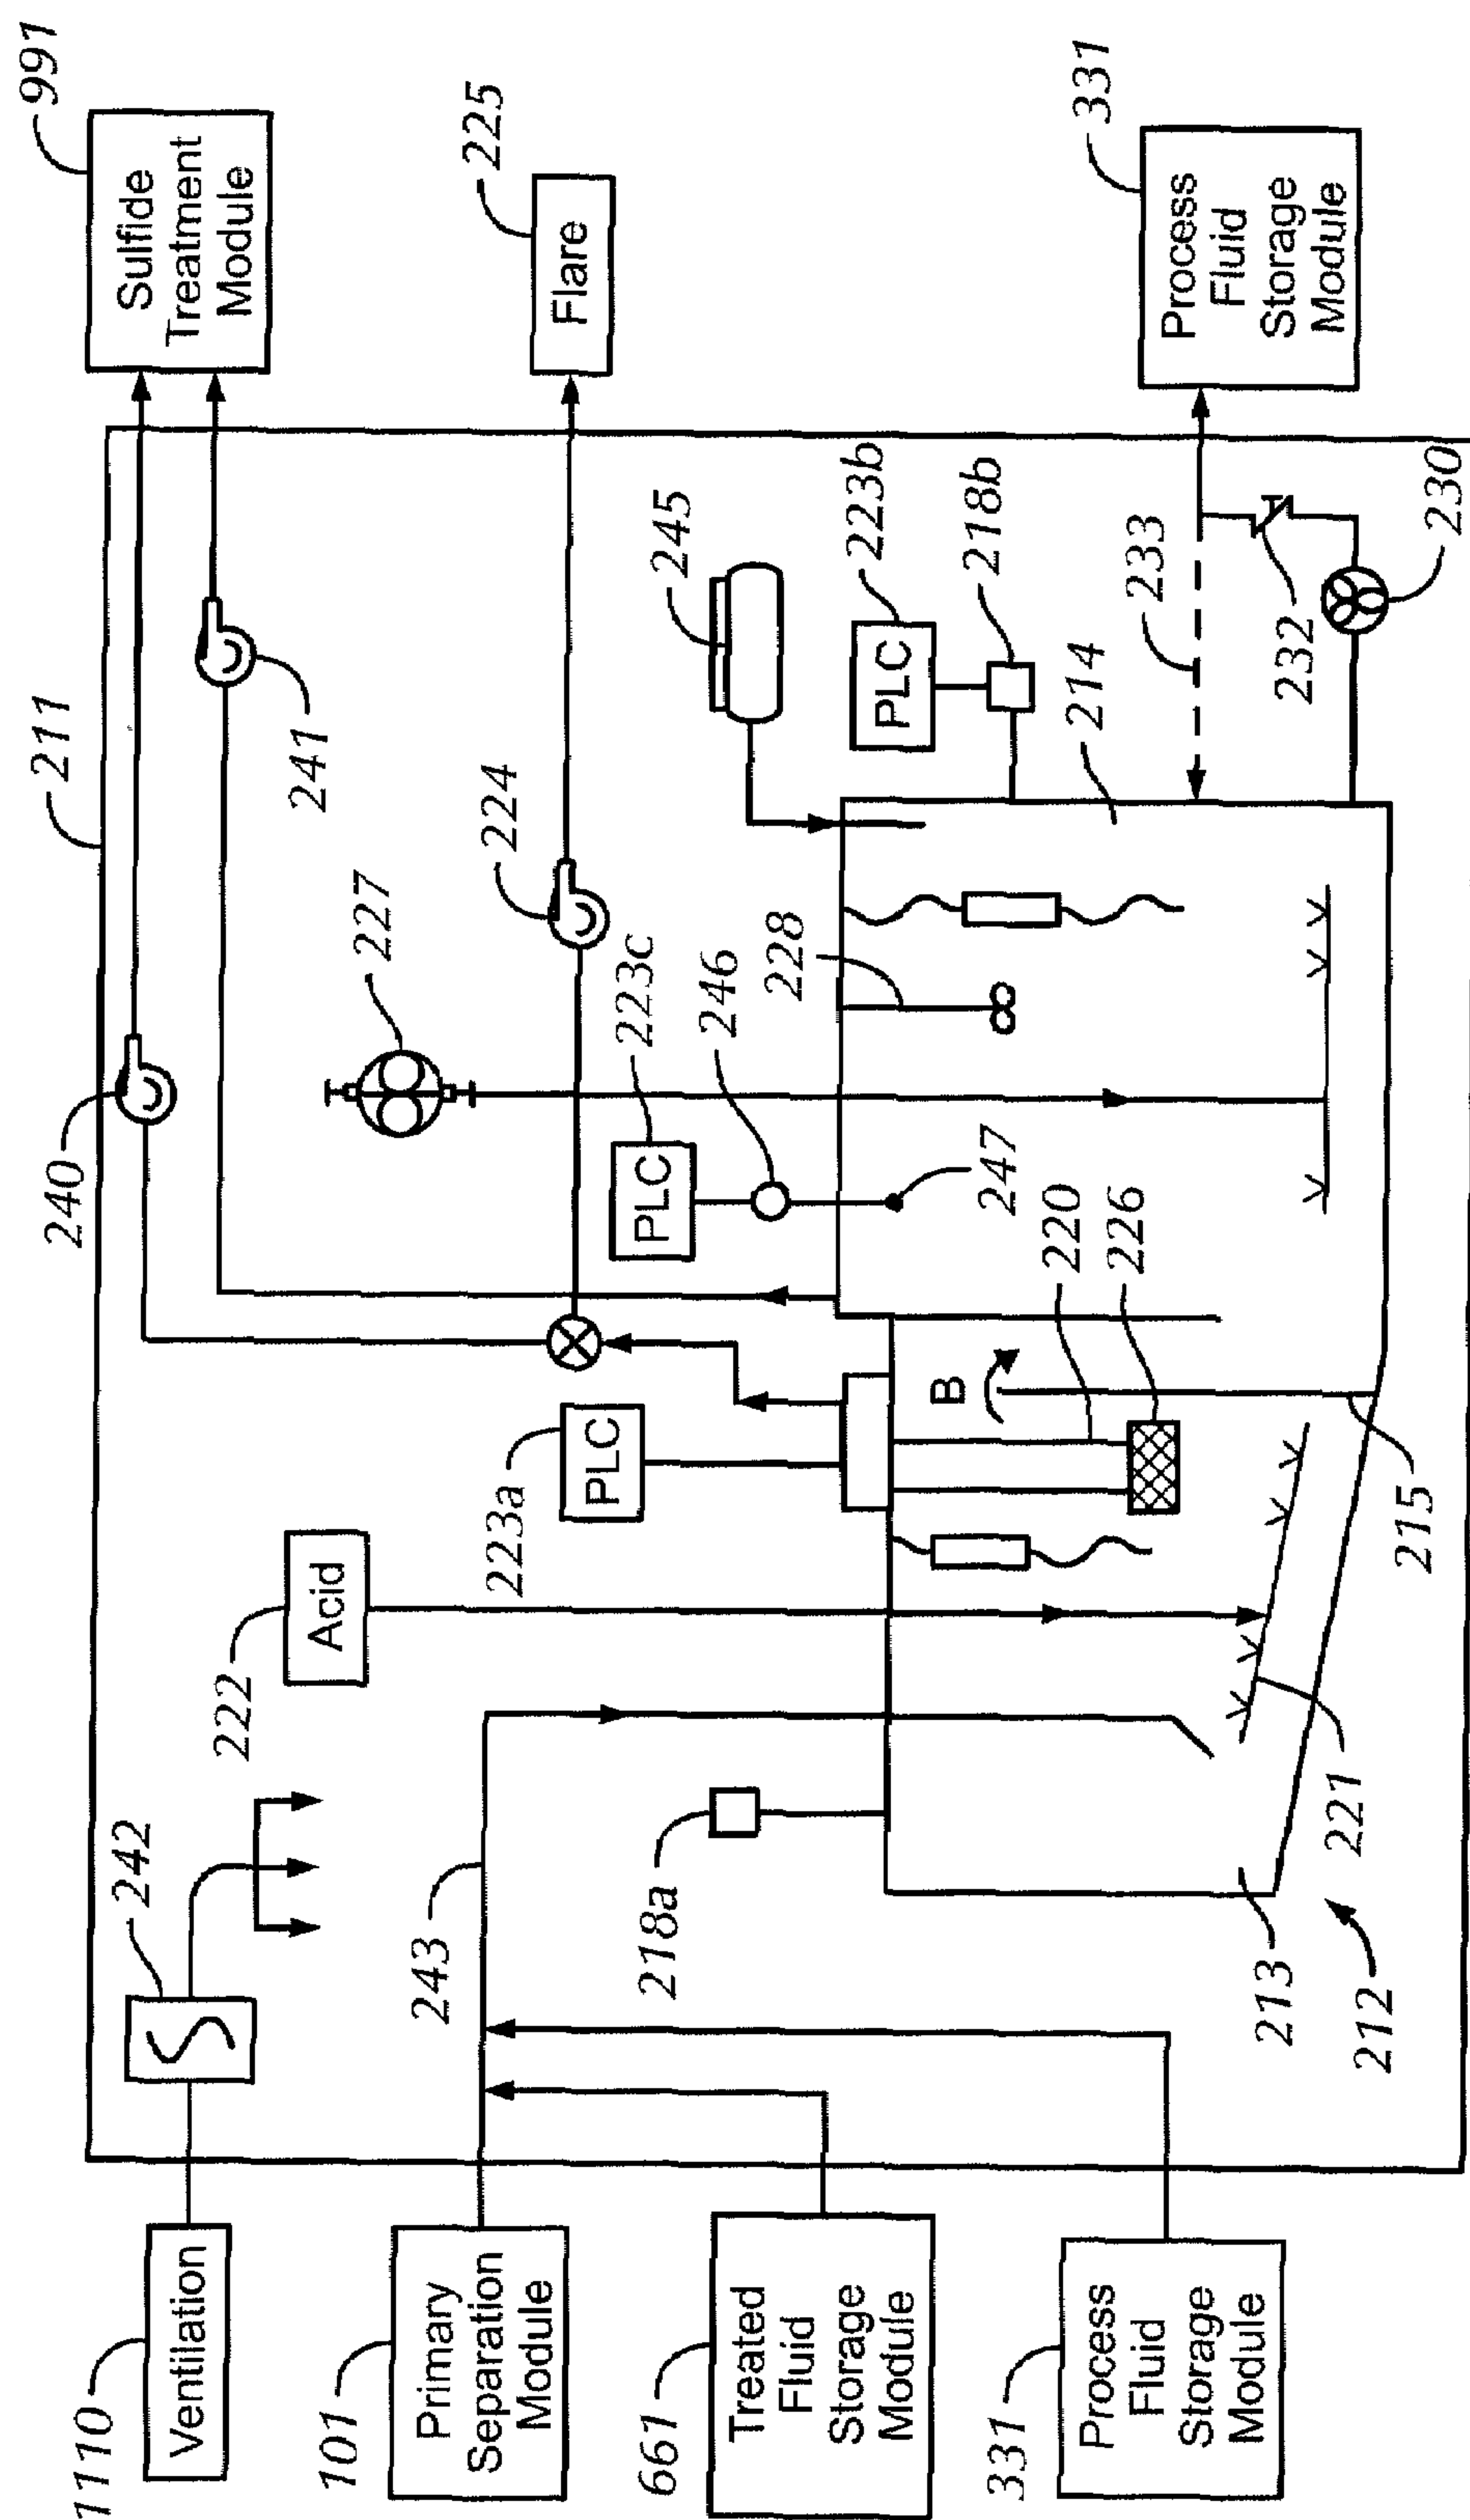 1110
Ventilation
101
Primary
Separation
Module
661
Treated
Fluid
Storage
Module
331
Process
Fluid
Storage
Module
242
243
222
Acid
218a
223a
PLC
213
212
221
215
B
220
226
247
240
211
241
227
223c
PLC
246
228
224
245
223b
PLC
218b
214
233
232
230
991
Sulfide
Treatment
Module
225
Flare
331
Process
Fluid
Storage
Module